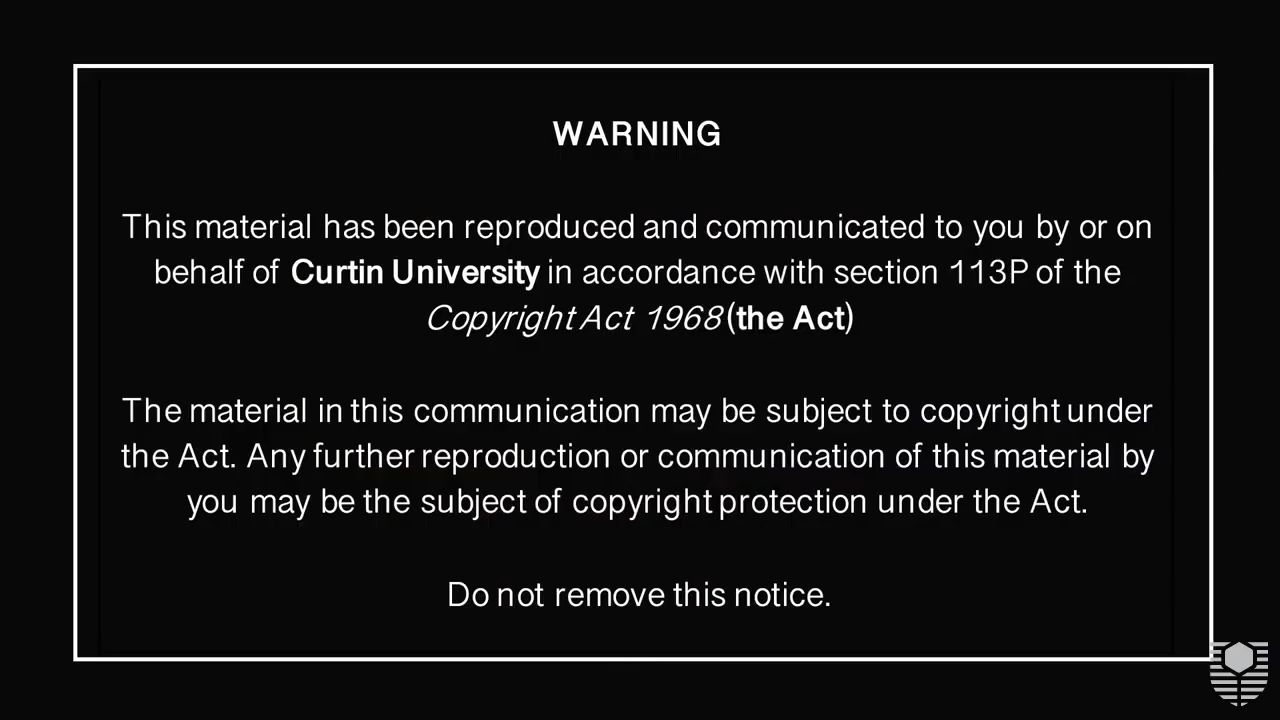 WARNING
This material has been reproduced and communicated to you by or on
behalf of Curtin University in accordance with section 113P of the
Copyright Act 1968 (the Act)
The material in this communication may be subject to copyright under
the Act. Any further reproduction or communication of this material by
you may be the subject of copyright protection under the Act.
Do not remove this notice.